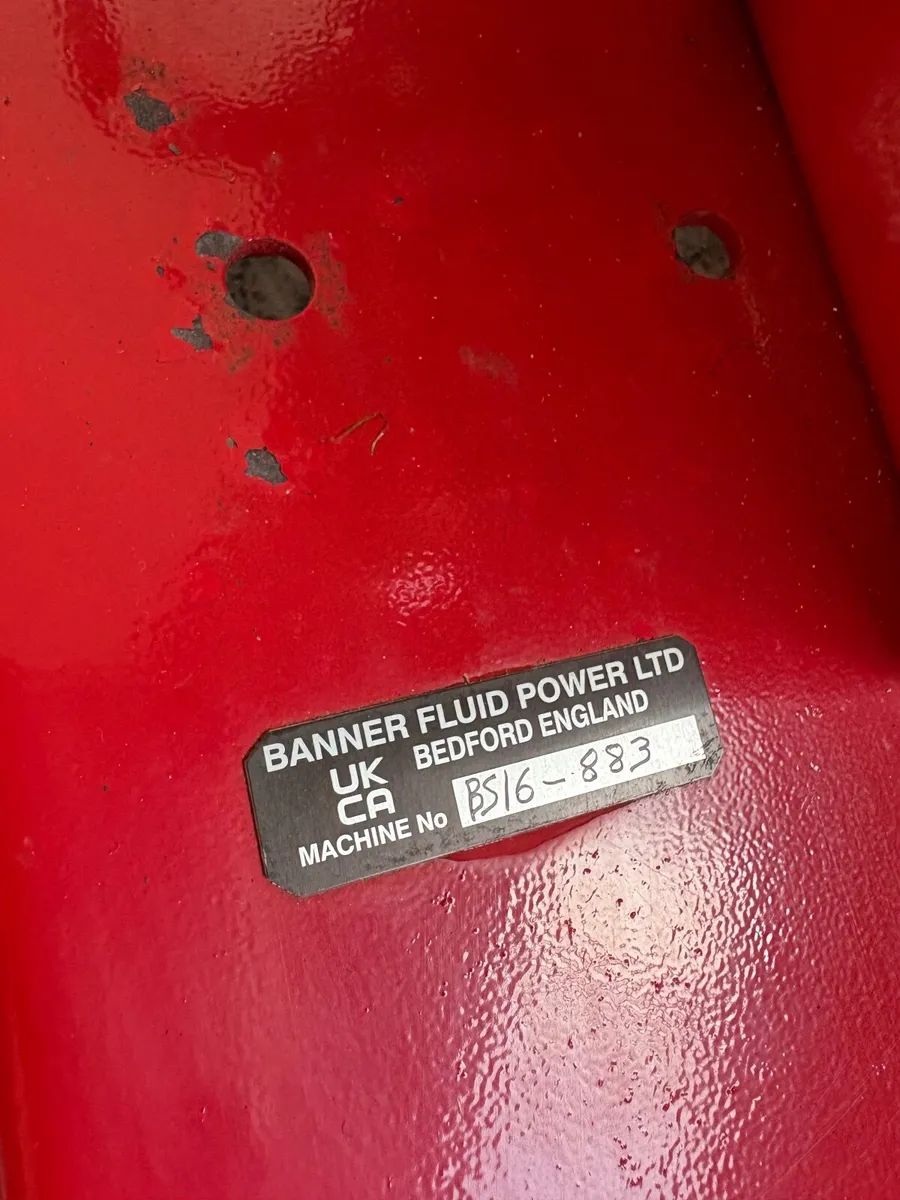 BANNER FLUID POWER LTD
BEDFORD ENGLAND
UK
CA
MACHINE No BS16-883